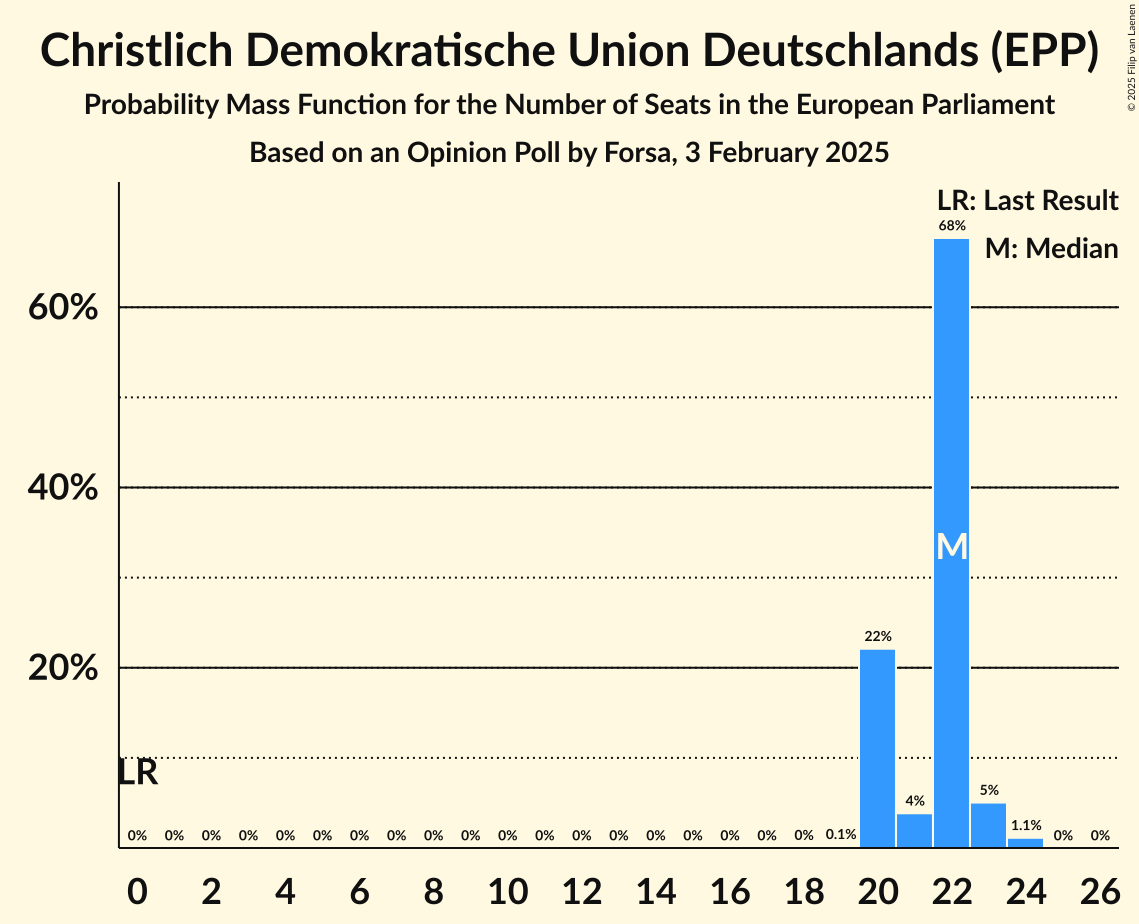 Christlich Demokratische Union Deutschlands (EPP)
Probability Mass Function for the Number of Seats in the European Parliament
Based on an Opinion Poll by Forsa, 3 February 2025
© 2025 Filip van Laenen
LR: Last Result
M: Median
68%
60%
40%
M
22%
20%
LR
0% 0% 0% 0% 0% 0% 0% 0% 0% 0% 0% 0% 0% 0% 0% 0% 0% 0% 0% 0.1% 4% 5% 1.1% 0% 0%
0 2 4 6 8 10 12 14 16 18 20 22 24 26